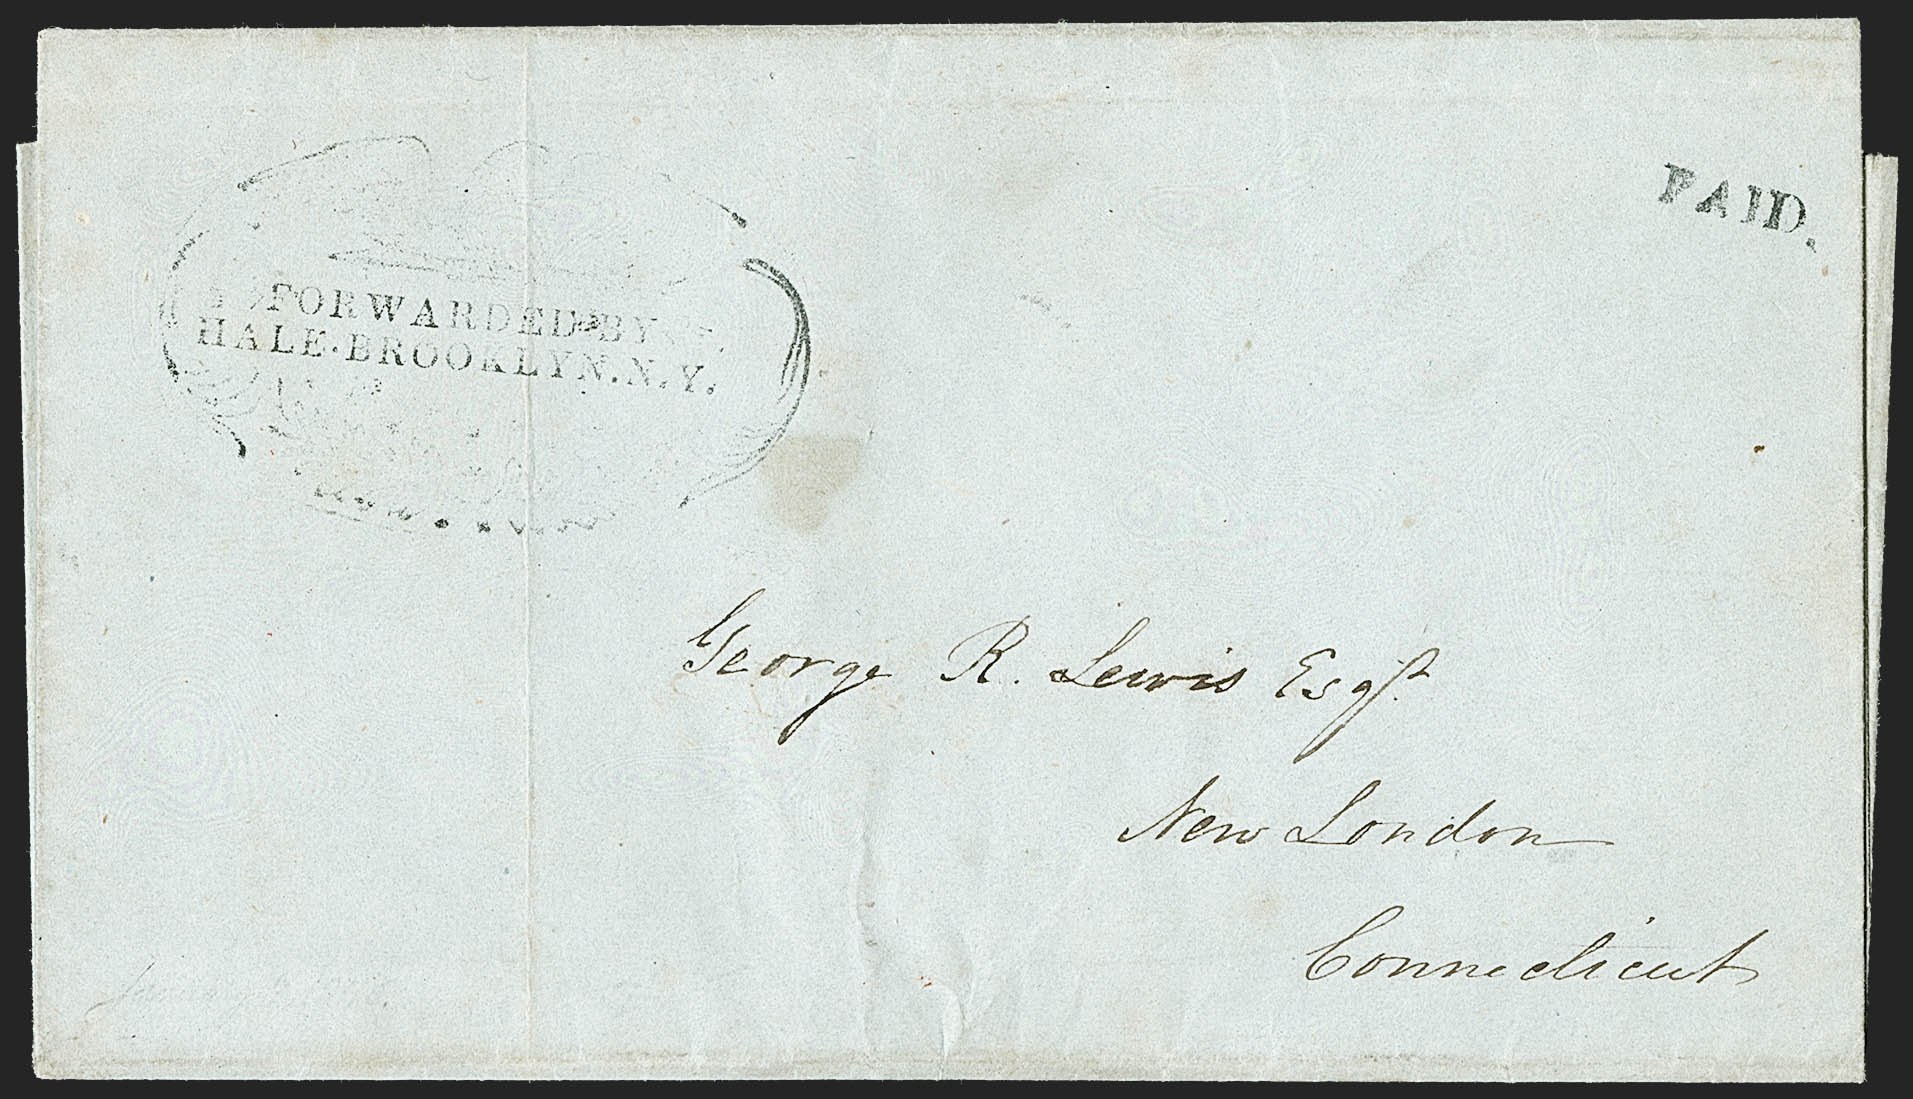 FORWARDED BY
HALE. BROOKLYN. N. Y.
PAID.
George R. Lewis Esqr.
New London
Connecticut